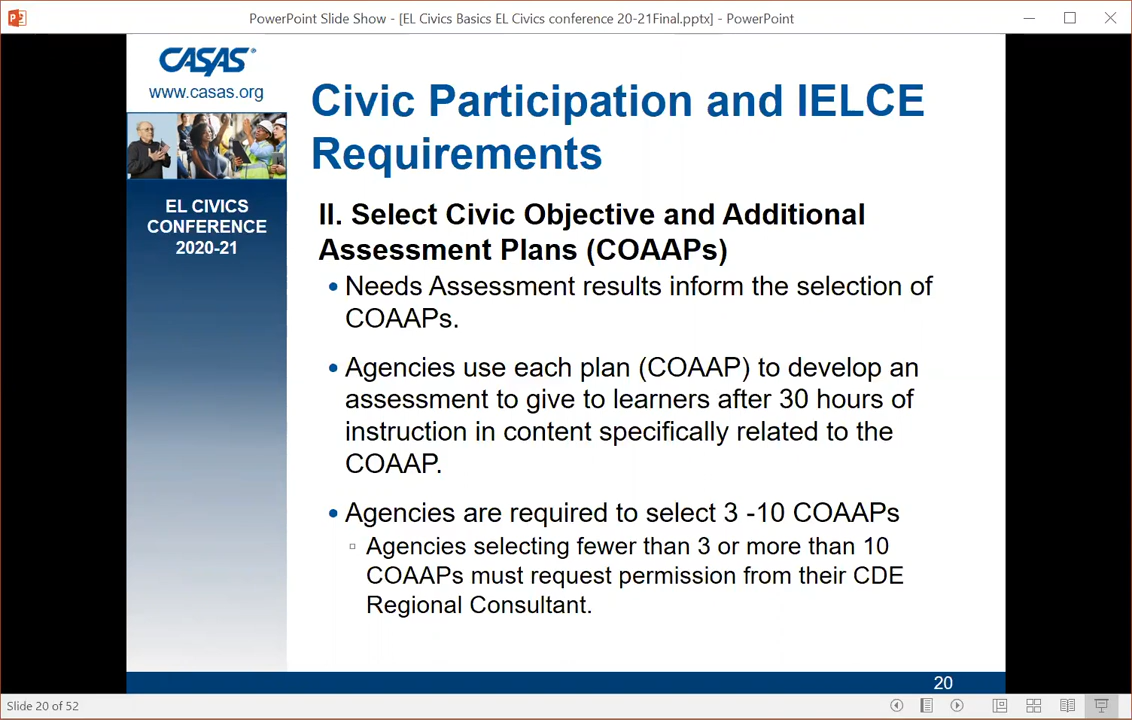 PowerPoint Slide Show - [EL Civics Basics EL Civics conference 20-21Final.pptx] - PowerPoint
CASAS
www.casas.org
EL CIVICS
CONFERENCE
2020-21
Civic Participation and IELCE
Requirements
II. Select Civic Objective and Additional
Assessment Plans (COAAPs)
• Needs Assessment results inform the selection of
COAAPs.
• Agencies use each plan (COAAP) to develop an
assessment to give to learners after 30 hours of
instruction in content specifically related to the
COAAP.
• Agencies are required to select 3 -10 COAAPs
▫ Agencies selecting fewer than 3 or more than 10
COAAPs must request permission from their CDE
Regional Consultant.
20
Slide 20 of 52